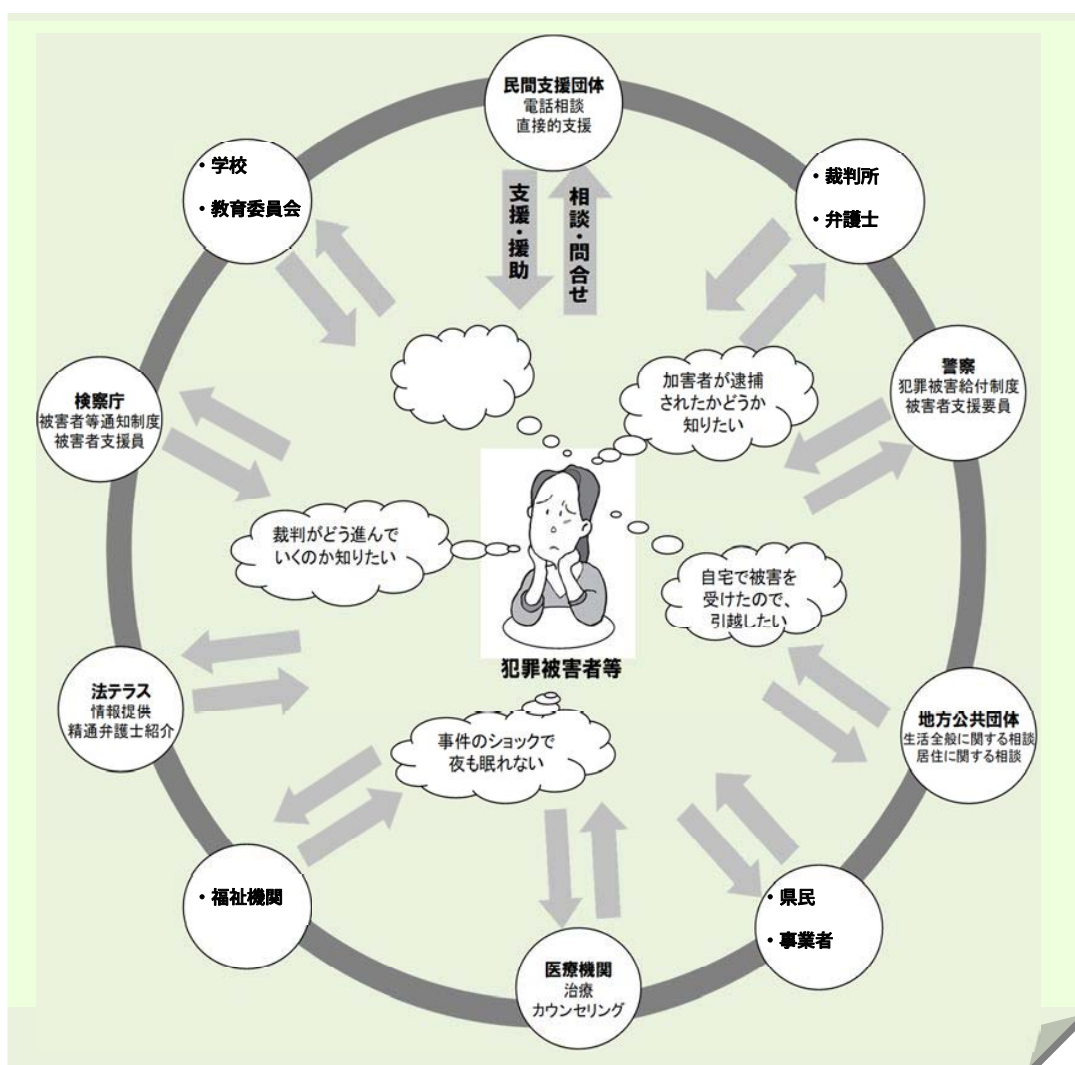 民間支援団体
電話相談
直接的支援
・学校
・教育委員会
・裁判所
・弁護士
支援・援助
相談・問合せ
検察庁
被害者等通知制度
被害者支援員
加害者が逮捕
されたかどうか
知りたい
警察
犯罪被害給付制度
被害者支援要員
裁判がどう進んで
いくのか知りたい
自宅で被害を
受けたので、
引越したい
犯罪被害者等
法テラス
情報提供
精通弁護士紹介
事件のショックで
夜も眠れない
地方公共団体
生活全般に関する相談
居住に関する相談
・福祉機関
・県民
・事業者
医療機関
治療
カウンセリング